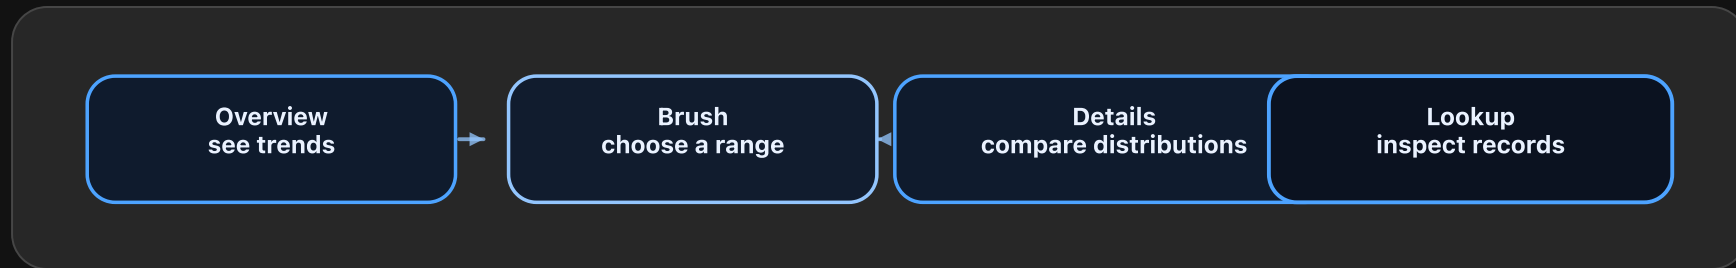 Overview
see trends
Brush
choose a range
Details
compare distributions
Lookup
inspect records